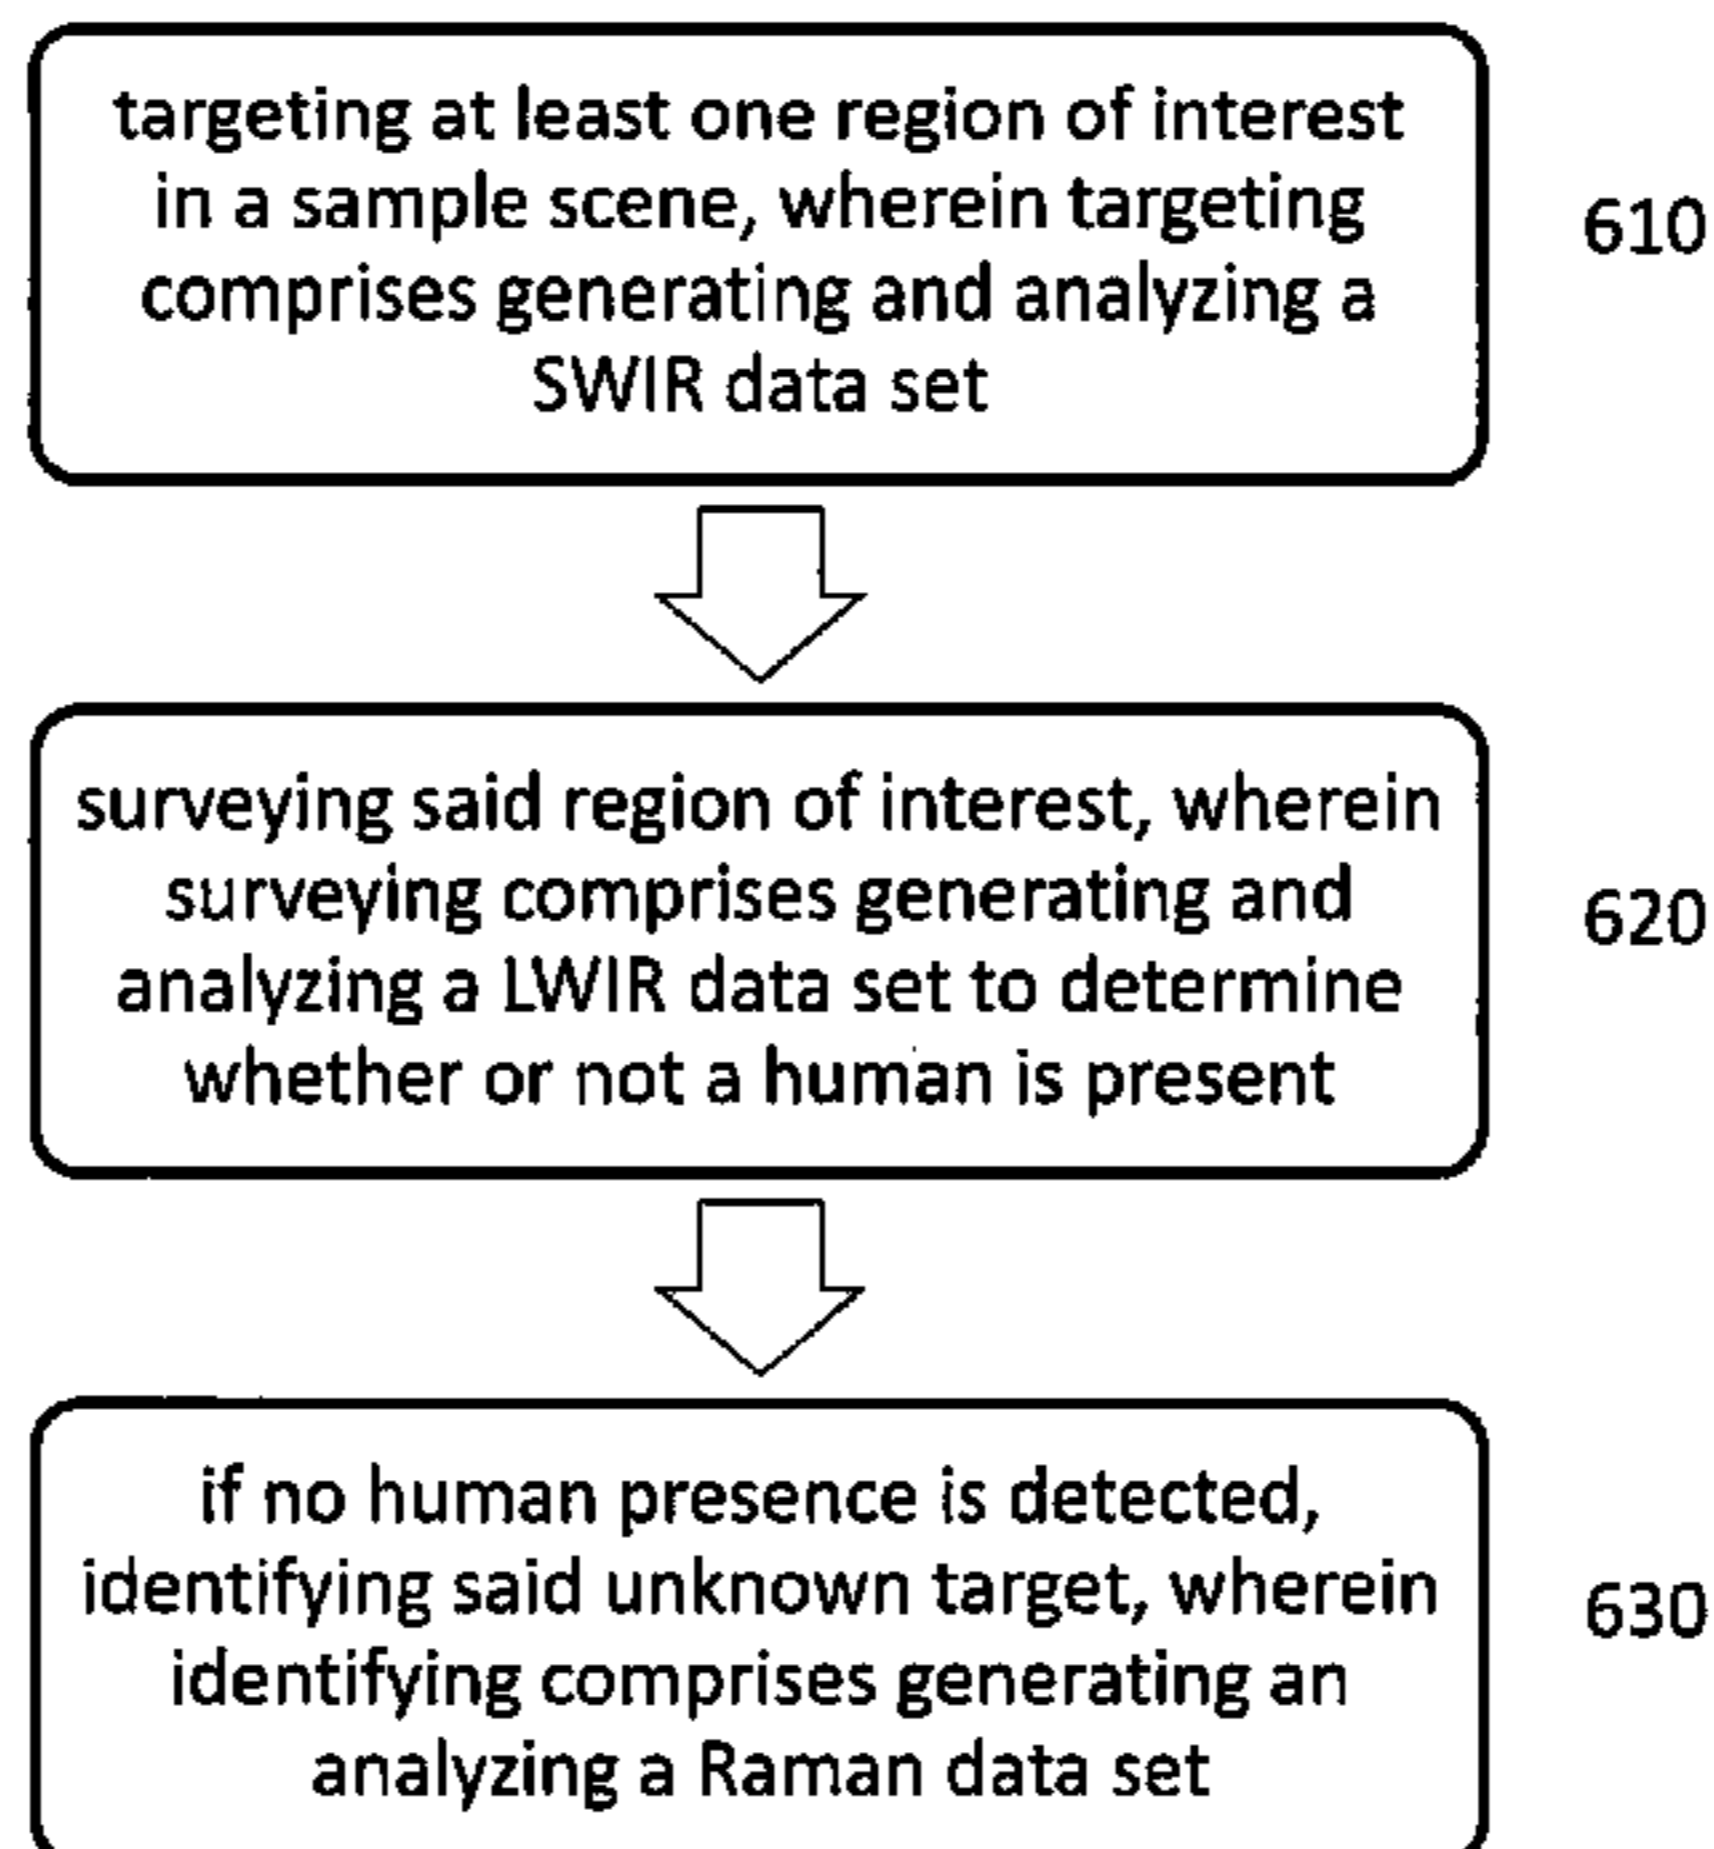 targeting at least one region of interest
in a sample scene, wherein targeting
comprises generating and analyzing a
SWIR data set
610
surveying said region of interest, wherein
surveying comprises generating and
analyzing a LWIR data set to determine
whether or not a human is present
620
if no human presence is detected,
identifying said unknown target, wherein
identifying comprises generating an
analyzing a Raman data set
630